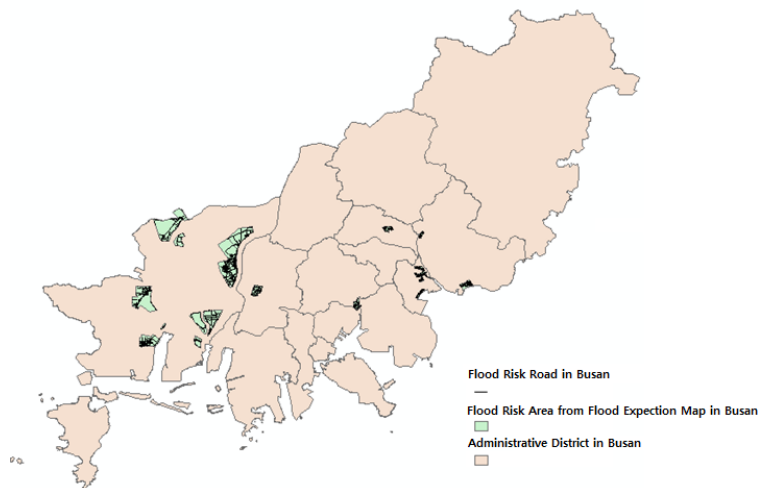 Flood Risk Road in Busan
Flood Risk Area from Flood Expection Map in Busan
Administrative District in Busan